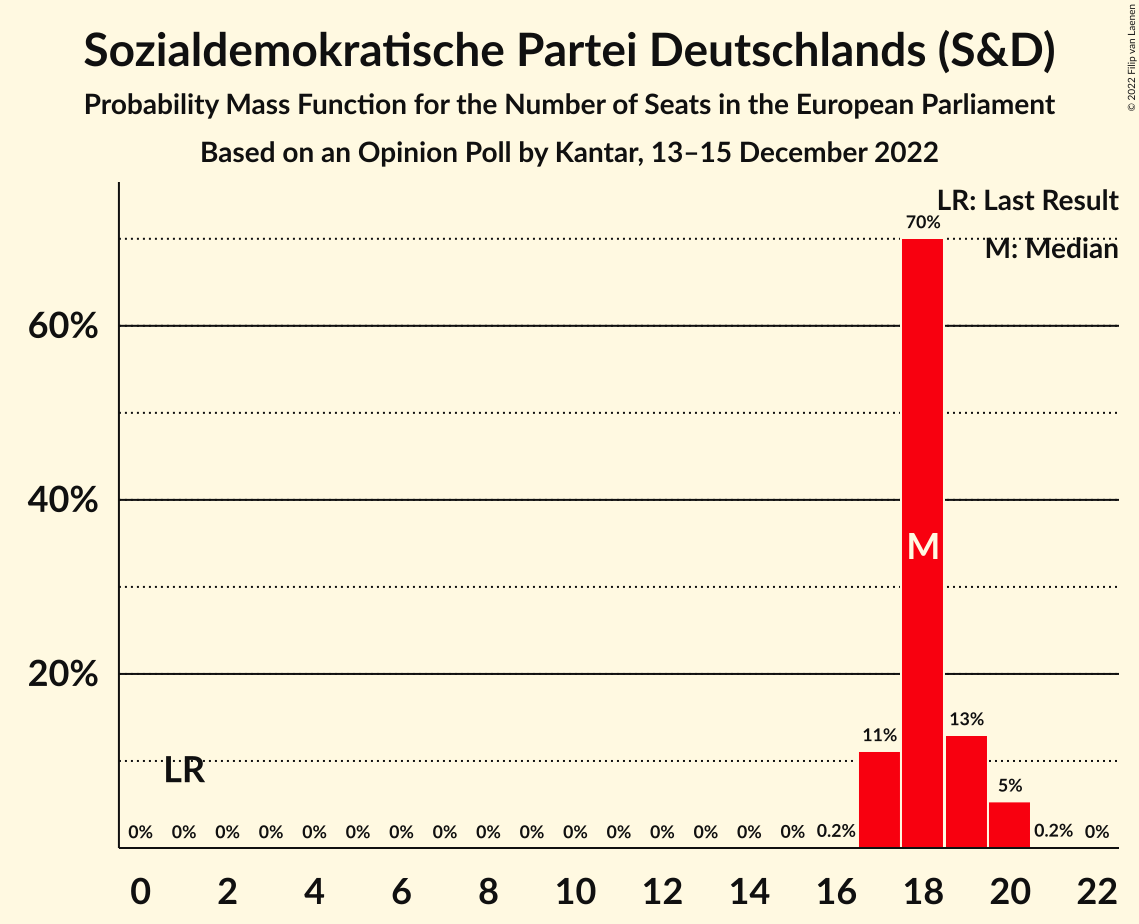 Sozialdemokratische Partei Deutschlands (S&D)
Probability Mass Function for the Number of Seats in the European Parliament
Based on an Opinion Poll by Kantar, 13–15 December 2022
© 2022 Filip van Laenen
LR: Last Result
M: Median
70%
60%
40%
M
20%
13%
11%
LR
5%
0% 0% 0% 0% 0% 0% 0% 0% 0% 0% 0% 0% 0% 0% 0% 0% 0.2% 0.2% 0%
0 2 4 6 8 10 12 14 16 18 20 22